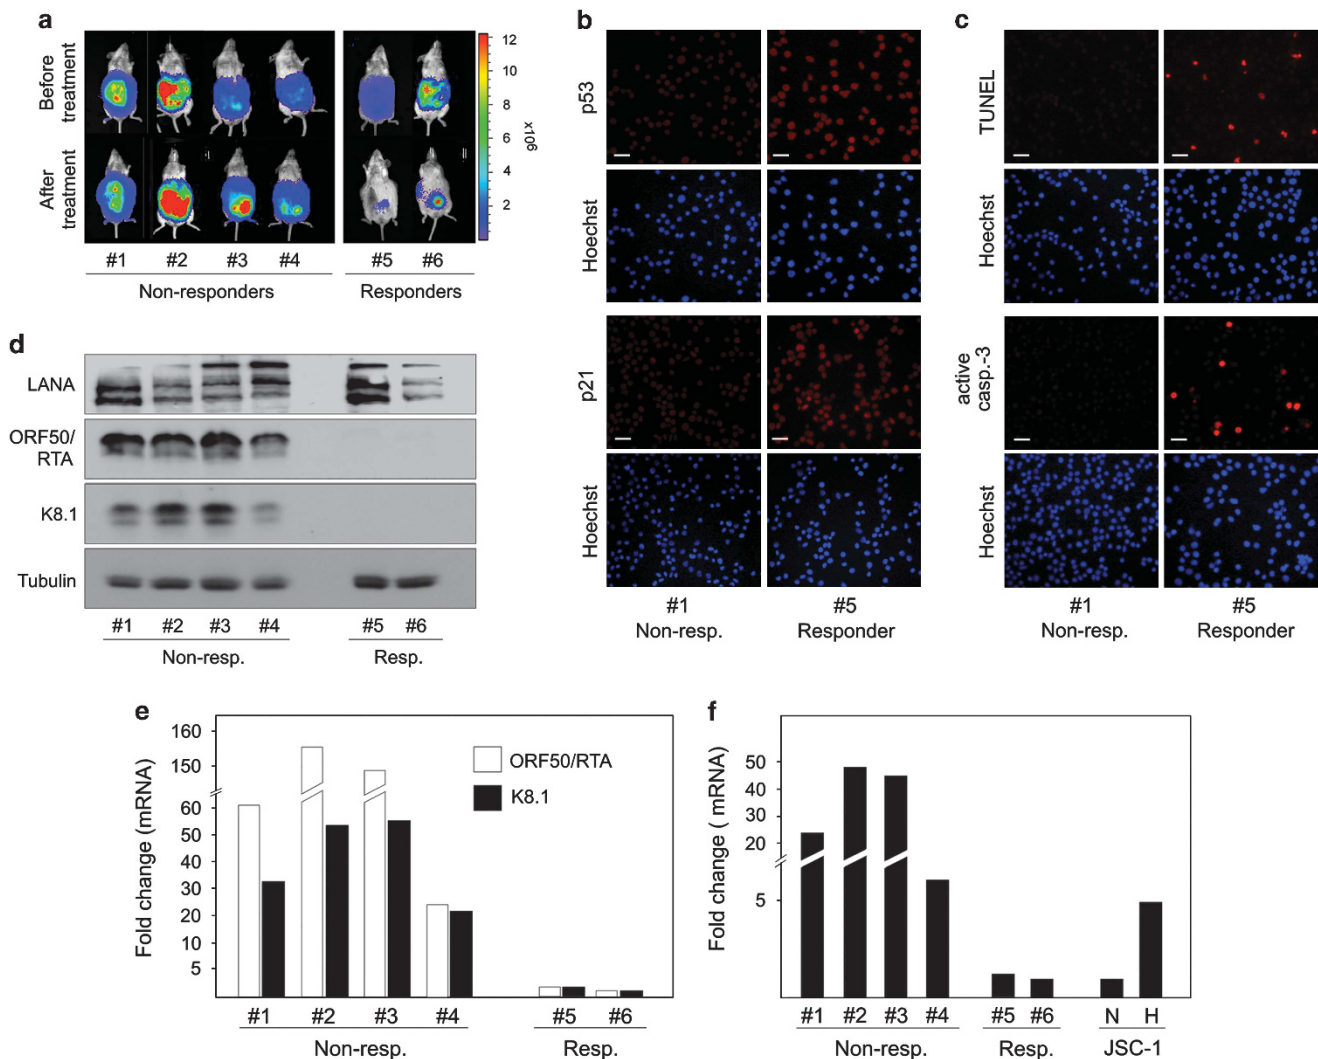 a
Before
treatment
After
treatment
#1 #2 #3 #4 #5 #6
Non-responders Responders
12
10
8
6
4
2
x10⁶
b
p53
Hoechst
p21
Hoechst
#1 #5
Non-resp. Responder
c
TUNEL
Hoechst
active
casp.-3
Hoechst
#1 #5
Non-resp. Responder
d
LANA
ORF50/
RTA
K8.1
Tubulin
#1 #2 #3 #4 #5 #6
Non-resp. Resp.
e
Fold change (mRNA)
160
150
60
50
40
30
20
10
5
ORF50/RTA
K8.1
#1 #2 #3 #4 #5 #6
Non-resp. Resp.
f
Fold change ( mRNA)
50
40
30
20
5
#1 #2 #3 #4 #5 #6 N H
Non-resp. Resp. JSC-1